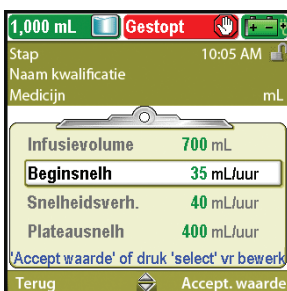 1,000 mL Gestopt
Stap 10:05 AM
Naam kwalificatie
Medicijn mL
Infusievolume 700 mL
Beginsnelh 35 mL/uur
Snelheidsverh. 40 mL/uur
Plateausnelh 400 mL/uur
'Accept waarde' of druk 'select' vr bewerk
Terug Accept. waarde